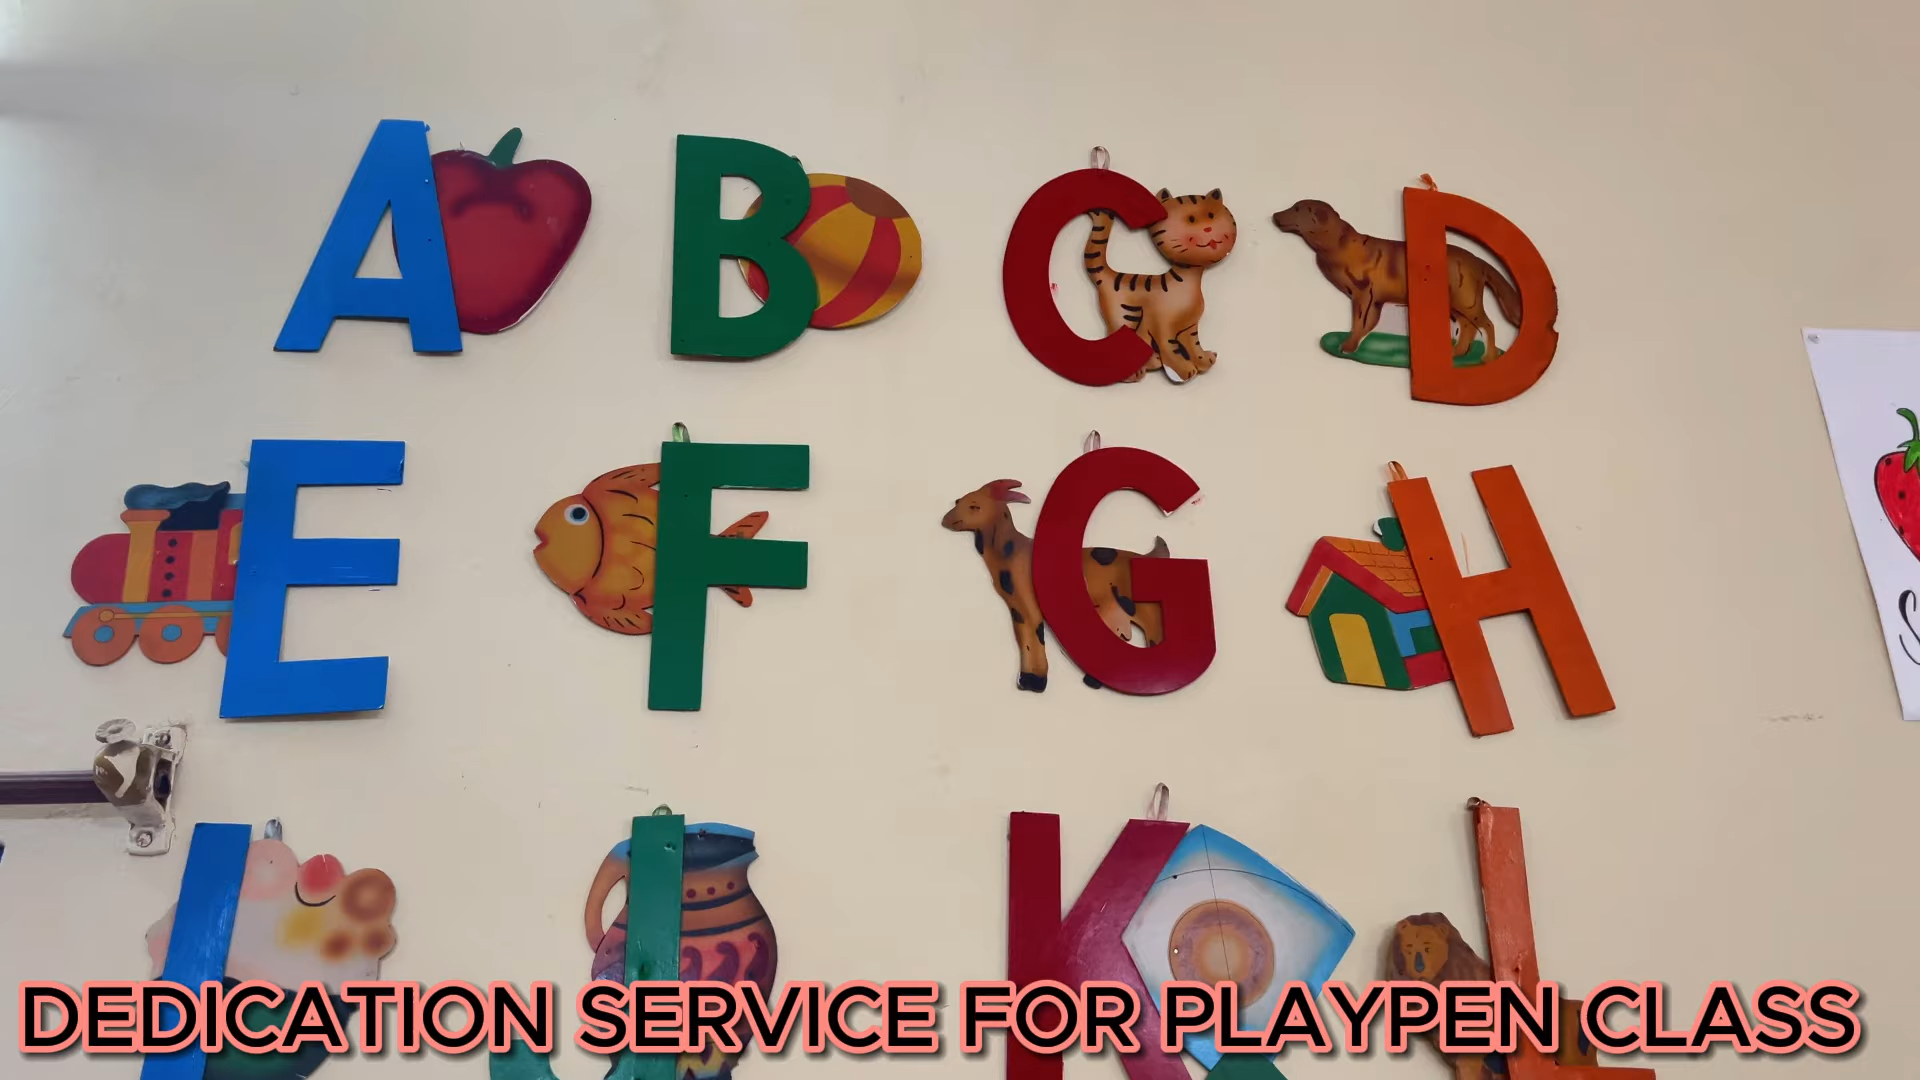 A B C D
E F G H
I J K L
DEDICATION SERVICE FOR PLAYPEN CLASS